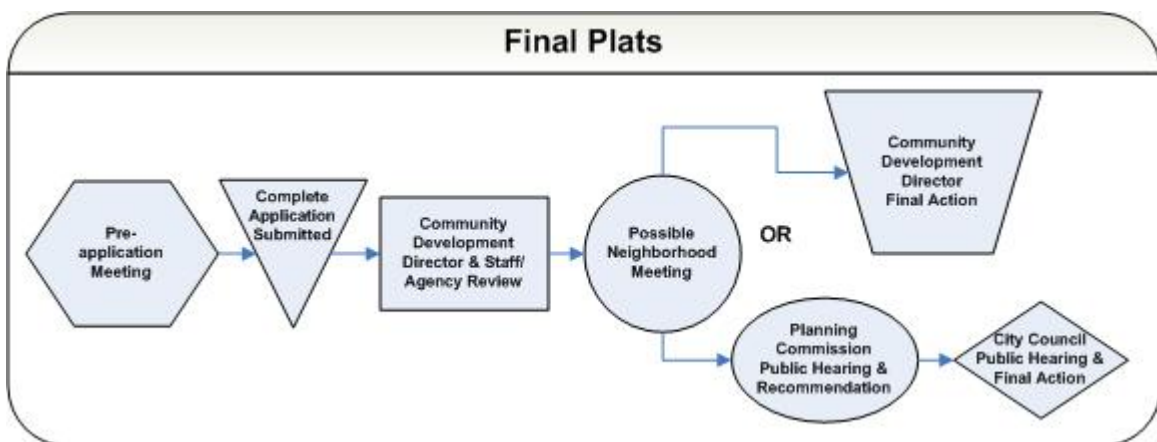 Final Plats
Pre-
application
Meeting
Complete
Application
Submitted
Community
Development
Director & Staff/
Agency Review
Possible
Neighborhood
Meeting
OR
Community
Development
Director
Final Action
Planning
Commission
Public Hearing &
Recommendation
City Council
Public Hearing &
Final Action